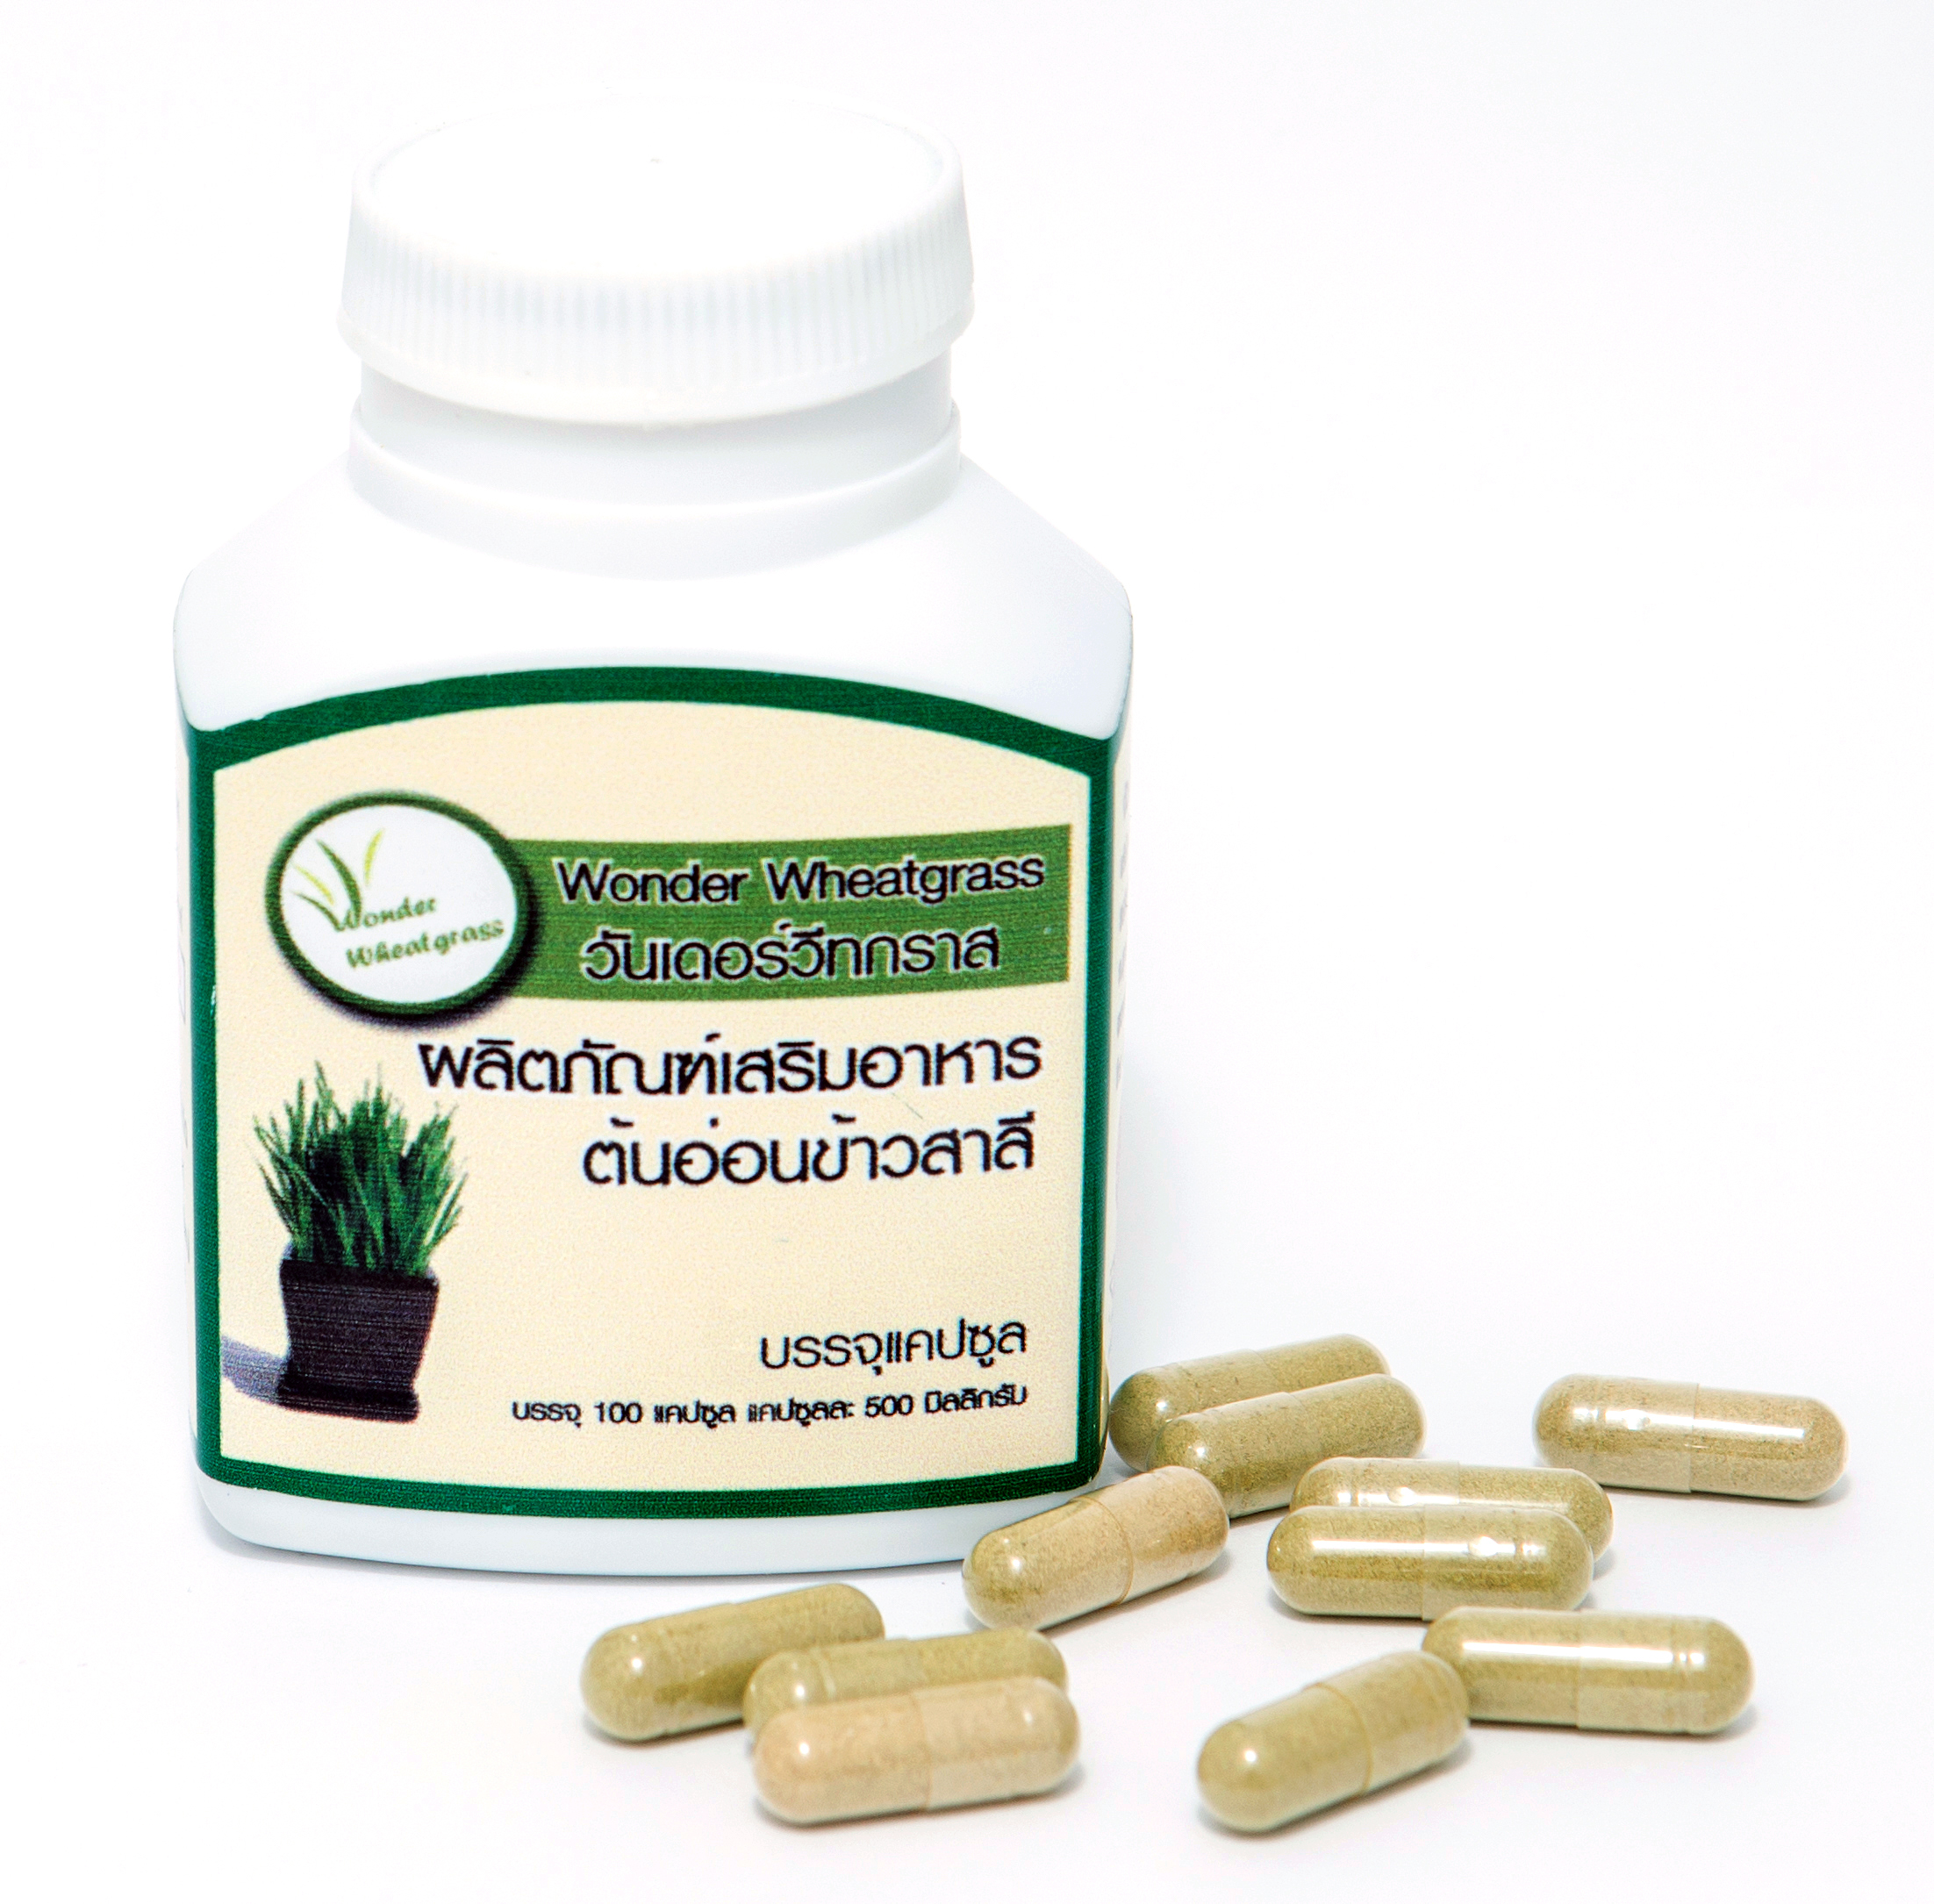 Wonder
Wheatgrass
Wonder Wheatgrass
วันเดอร์วีทกราส
ผลิตภัณฑ์เสริมอาหาร
ต้นอ่อนข้าวสาลี
บรรจุแคปซูล
บรรจุ 100 แคปซูล แคปซูลละ 500 มิลลิกรัม